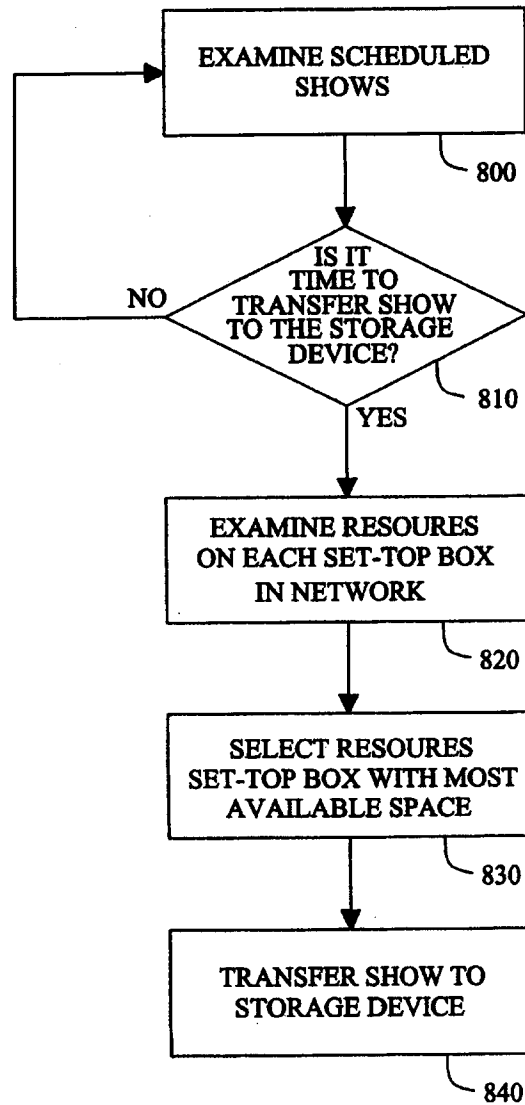 EXAMINE SCHEDULED
SHOWS
800
IS IT
TIME TO
TRANSFER SHOW
TO THE STORAGE
DEVICE?
NO
810
YES
EXAMINE RESOURES
ON EACH SET-TOP BOX
IN NETWORK
820
SELECT RESOURES
SET-TOP BOX WITH MOST
AVAILABLE SPACE
830
TRANSFER SHOW TO
STORAGE DEVICE
840